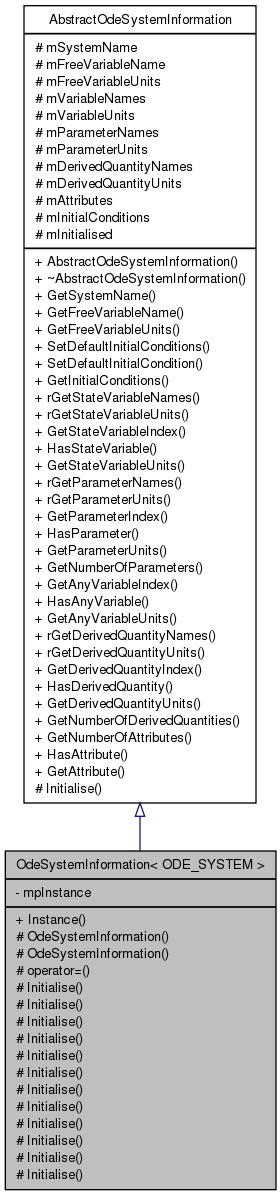 AbstractOdeSystemInformation
# mSystemName
# mFreeVariableName
# mFreeVariableUnits
# mVariableNames
# mVariableUnits
# mParameterNames
# mParameterUnits
# mDerivedQuantityNames
# mDerivedQuantityUnits
# mAttributes
# mInitialConditions
# mInitialised
+ AbstractOdeSystemInformation()
+ ~AbstractOdeSystemInformation()
+ GetSystemName()
+ GetFreeVariableName()
+ GetFreeVariableUnits()
+ SetDefaultInitialConditions()
+ SetDefaultInitialCondition()
+ GetInitialConditions()
+ rGetStateVariableNames()
+ rGetStateVariableUnits()
+ GetStateVariableIndex()
+ HasStateVariable()
+ GetStateVariableUnits()
+ rGetParameterNames()
+ rGetParameterUnits()
+ GetParameterIndex()
+ HasParameter()
+ GetParameterUnits()
+ GetNumberOfParameters()
+ GetAnyVariableIndex()
+ HasAnyVariable()
+ GetAnyVariableUnits()
+ rGetDerivedQuantityNames()
+ rGetDerivedQuantityUnits()
+ GetDerivedQuantityIndex()
+ HasDerivedQuantity()
+ GetDerivedQuantityUnits()
+ GetNumberOfDerivedQuantities()
+ GetNumberOfAttributes()
+ HasAttribute()
+ GetAttribute()
# Initialise()
OdeSystemInformation< ODE_SYSTEM >
- mpInstance
+ Instance()
# OdeSystemInformation()
# OdeSystemInformation()
# operator=()
# Initialise()
# Initialise()
# Initialise()
# Initialise()
# Initialise()
# Initialise()
# Initialise()
# Initialise()
# Initialise()
# Initialise()
# Initialise()
# Initialise()